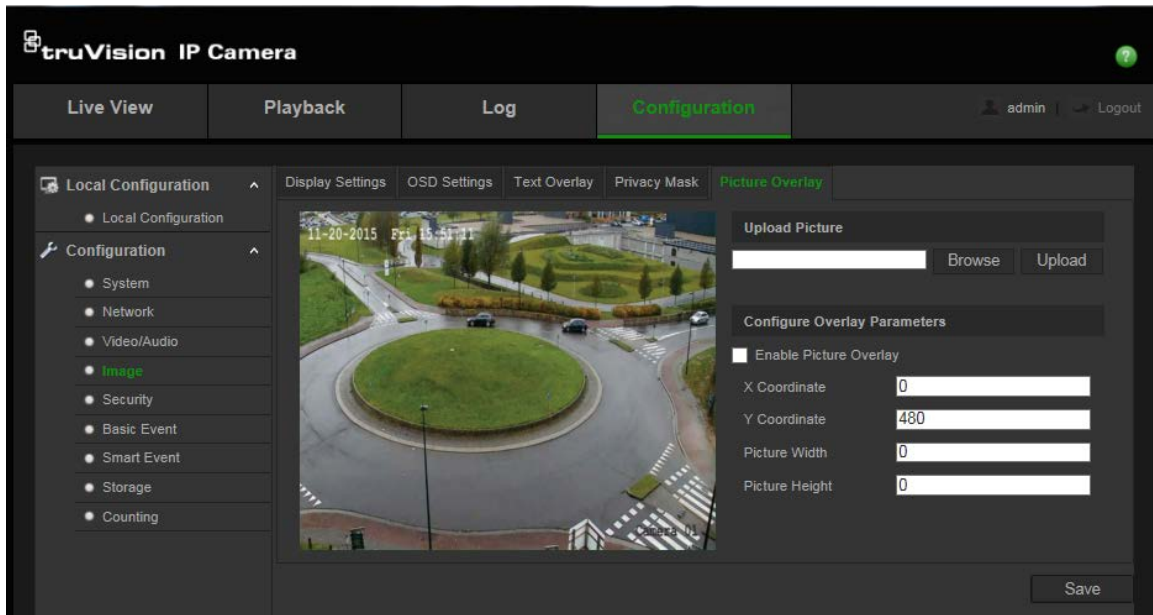 truVision IP Camera
?
Live View
Playback
Log
Configuration
admin | Logout
Local Configuration
Local Configuration
Configuration
System
Network
Video/Audio
Image
Security
Basic Event
Smart Event
Storage
Counting
Display Settings
OSD Settings
Text Overlay
Privacy Mask
Picture Overlay
11-20-2015 Fri 15:51:11
Camera 01
Upload Picture
Browse
Upload
Configure Overlay Parameters
Enable Picture Overlay
X Coordinate 0
Y Coordinate 480
Picture Width 0
Picture Height 0
Save